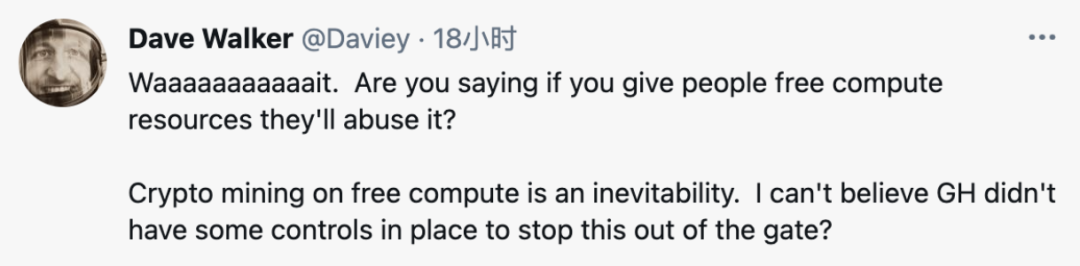 Dave Walker @Daviey · 18小时
Waaaaaaaaaaait.  Are you saying if you give people free compute
resources they'll abuse it?
Crypto mining on free compute is an inevitability.  I can't believe GH didn't
have some controls in place to stop this out of the gate?